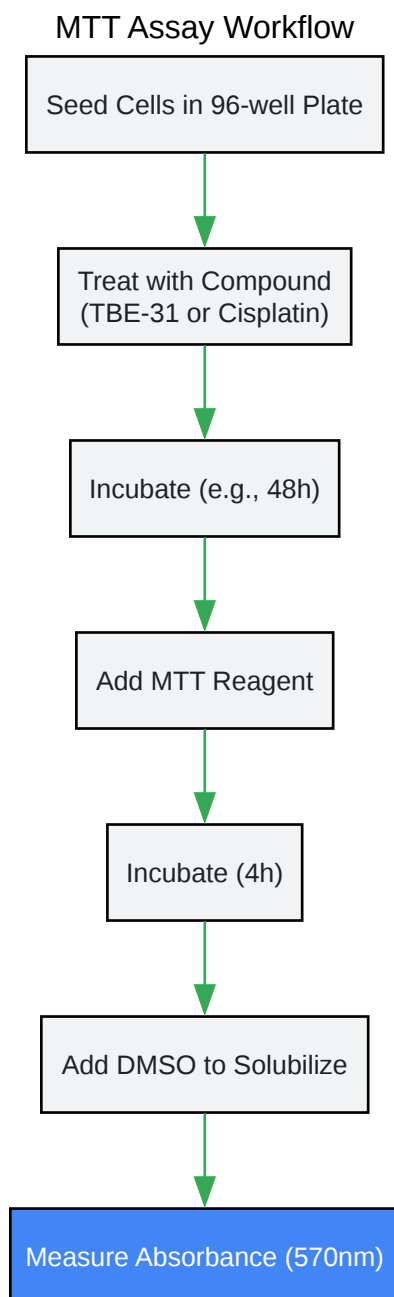 MTT Assay Workflow
Seed Cells in 96-well Plate
Treat with Compound
(TBE-31 or Cisplatin)
Incubate (e.g., 48h)
Add MTT Reagent
Incubate (4h)
Add DMSO to Solubilize
Measure Absorbance (570nm)